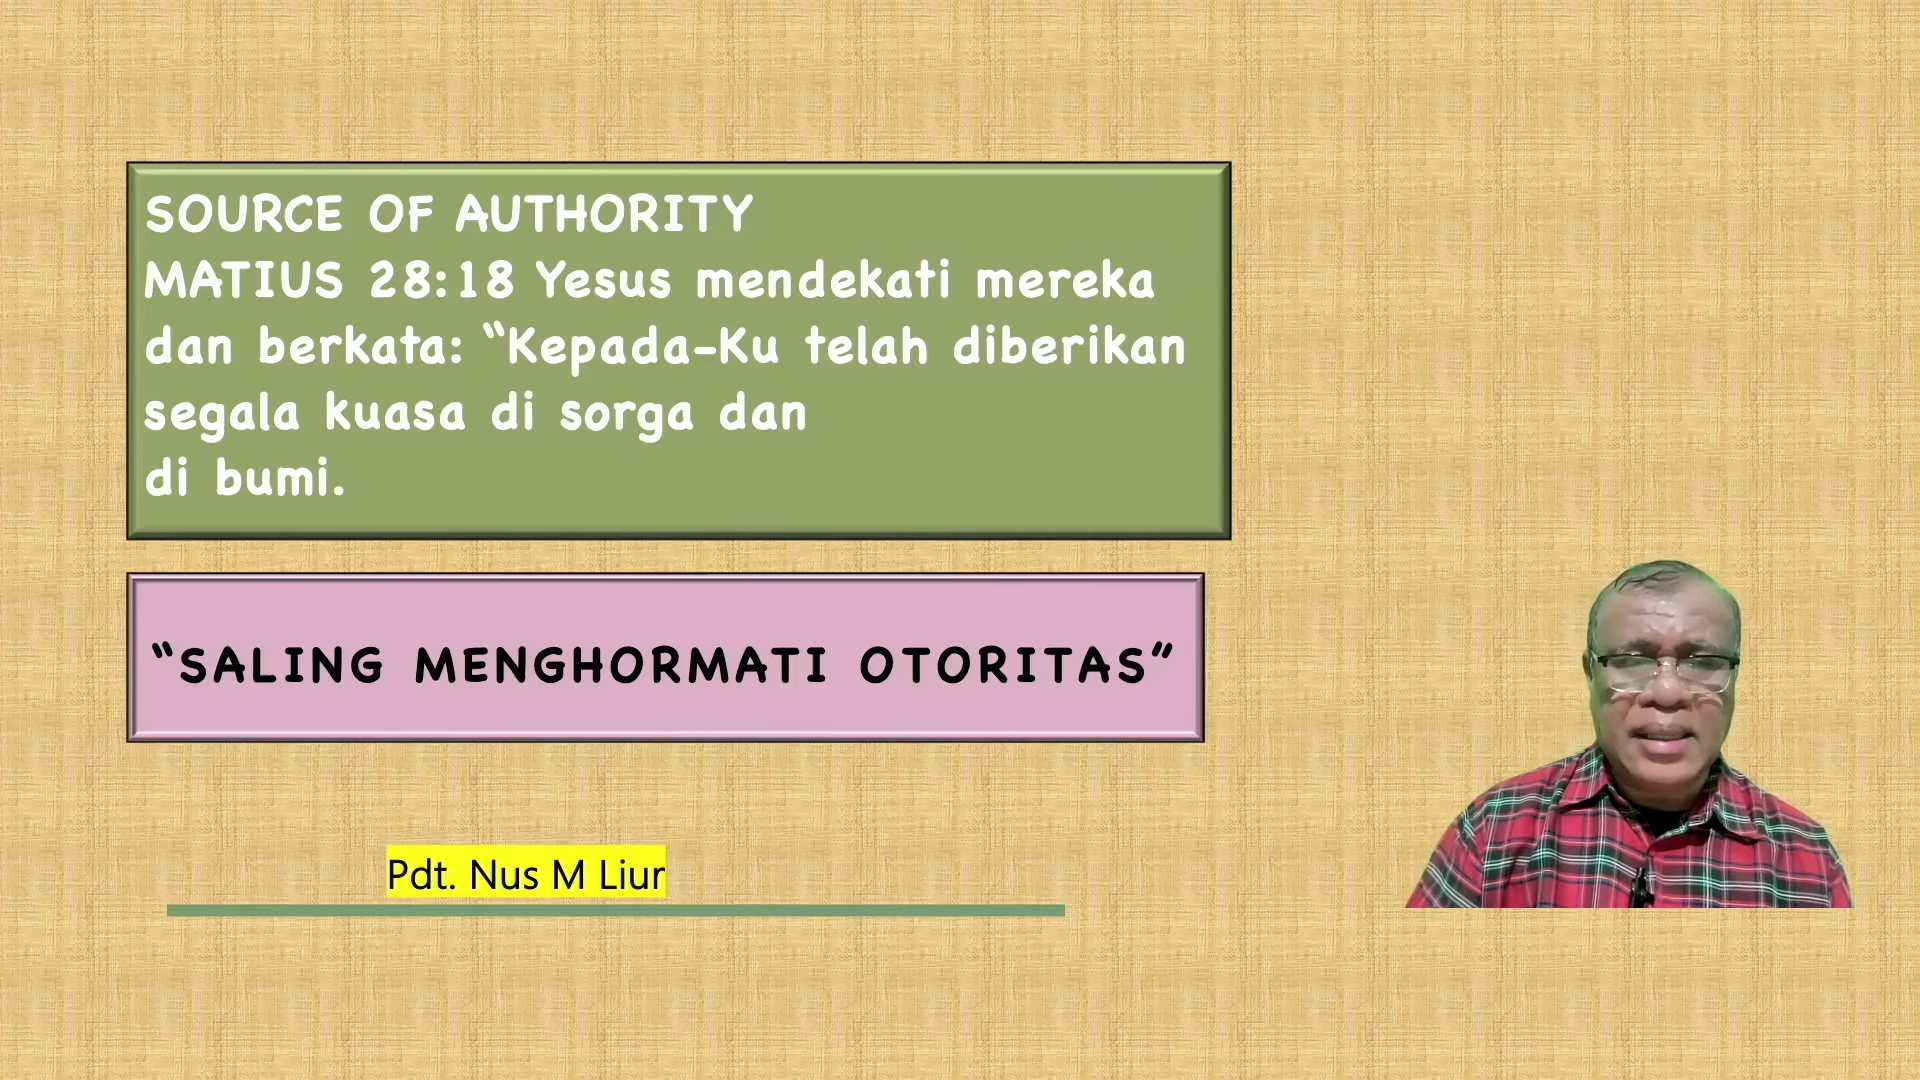 SOURCE OF AUTHORITY
MATIUS 28:18 Yesus mendekati mereka
dan berkata: “Kepada-Ku telah diberikan
segala kuasa di sorga dan
di bumi.
“SALING MENGHORMATI OTORITAS”
Pdt. Nus M Liur